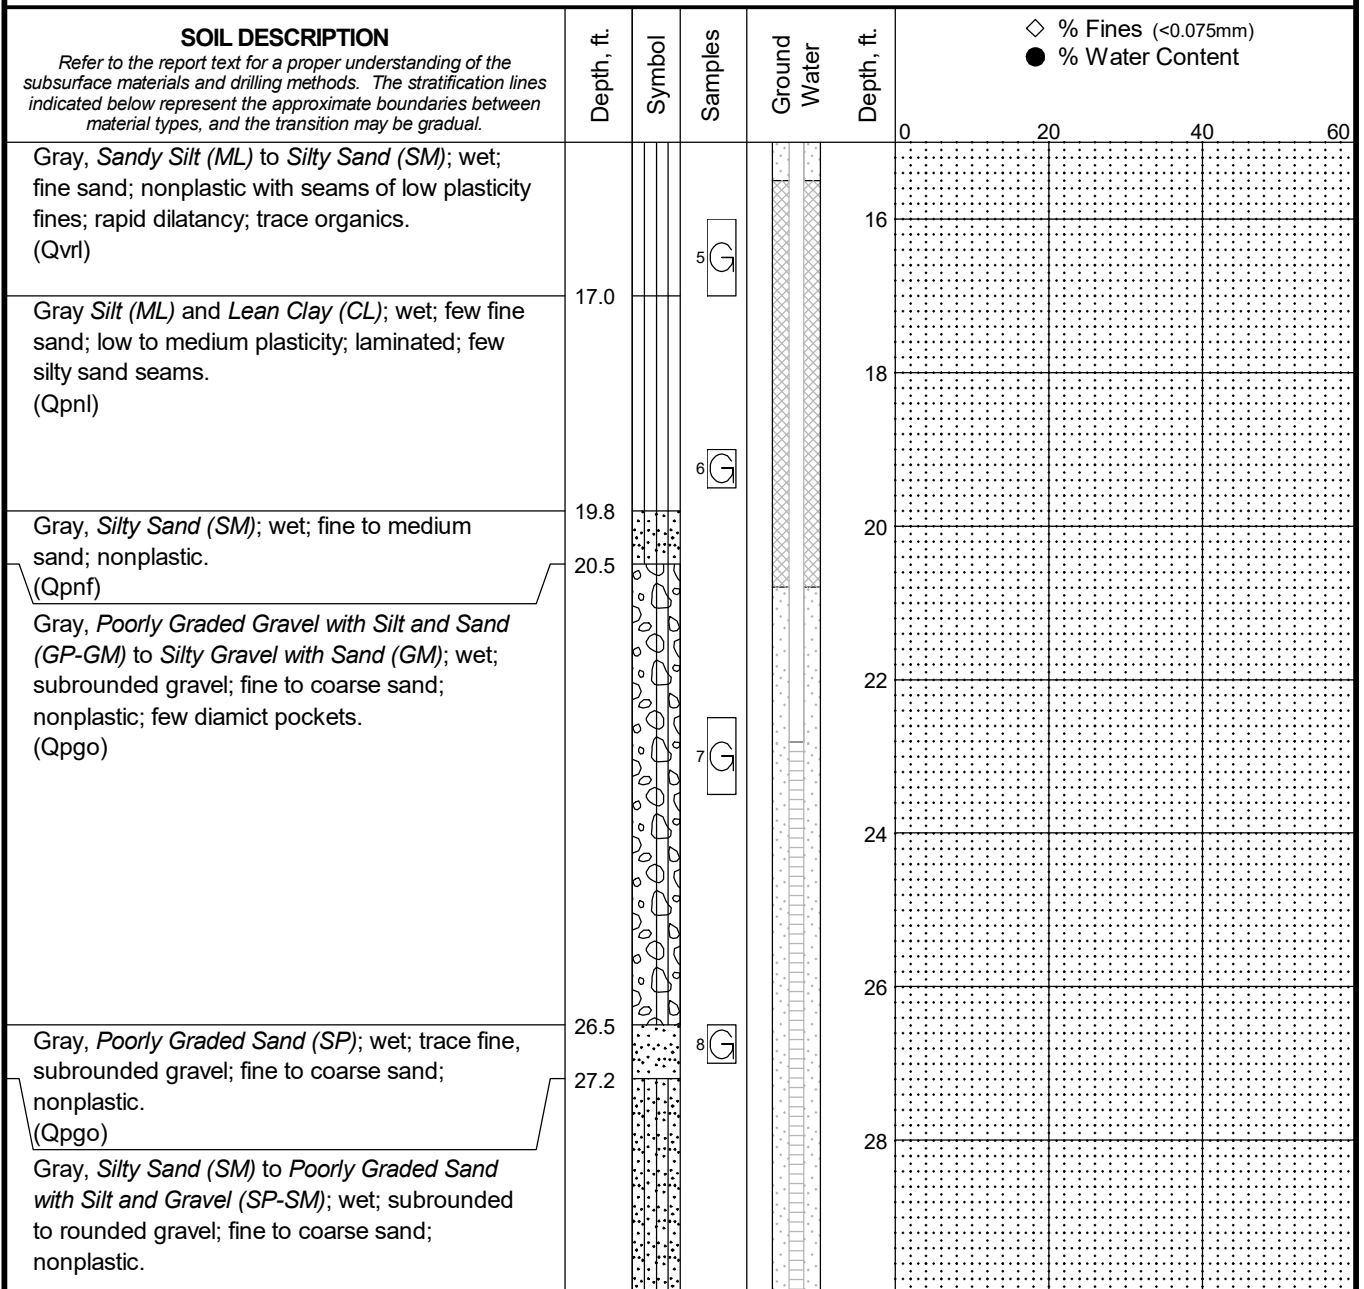 SOIL DESCRIPTION
Refer to the report text for a proper understanding of the
subsurface materials and drilling methods. The stratification lines
indicated below represent the approximate boundaries between
material types, and the transition may be gradual.
Depth, ft.
Symbol
Samples
Ground
Water
Depth, ft.
◇ % Fines (<0.075mm)
● % Water Content
0 20 40 60
Gray, Sandy Silt (ML) to Silty Sand (SM); wet;
fine sand; nonplastic with seams of low plasticity
fines; rapid dilatancy; trace organics.
(Qvrl)
5 G
16
17.0
Gray Silt (ML) and Lean Clay (CL); wet; few fine
sand; low to medium plasticity; laminated; few
silty sand seams.
(Qpnl)
18
6 G
19.8
Gray, Silty Sand (SM); wet; fine to medium
sand; nonplastic.
(Qpnf)
20
20.5
Gray, Poorly Graded Gravel with Silt and Sand
(GP-GM) to Silty Gravel with Sand (GM); wet;
subrounded gravel; fine to coarse sand;
nonplastic; few diamict pockets.
(Qpgo)
22
7 G
24
26
26.5
Gray, Poorly Graded Sand (SP); wet; trace fine,
subrounded gravel; fine to coarse sand;
nonplastic.
(Qpgo)
8 G
27.2
28
Gray, Silty Sand (SM) to Poorly Graded Sand
with Silt and Gravel (SP-SM); wet; subrounded
to rounded gravel; fine to coarse sand;
nonplastic.